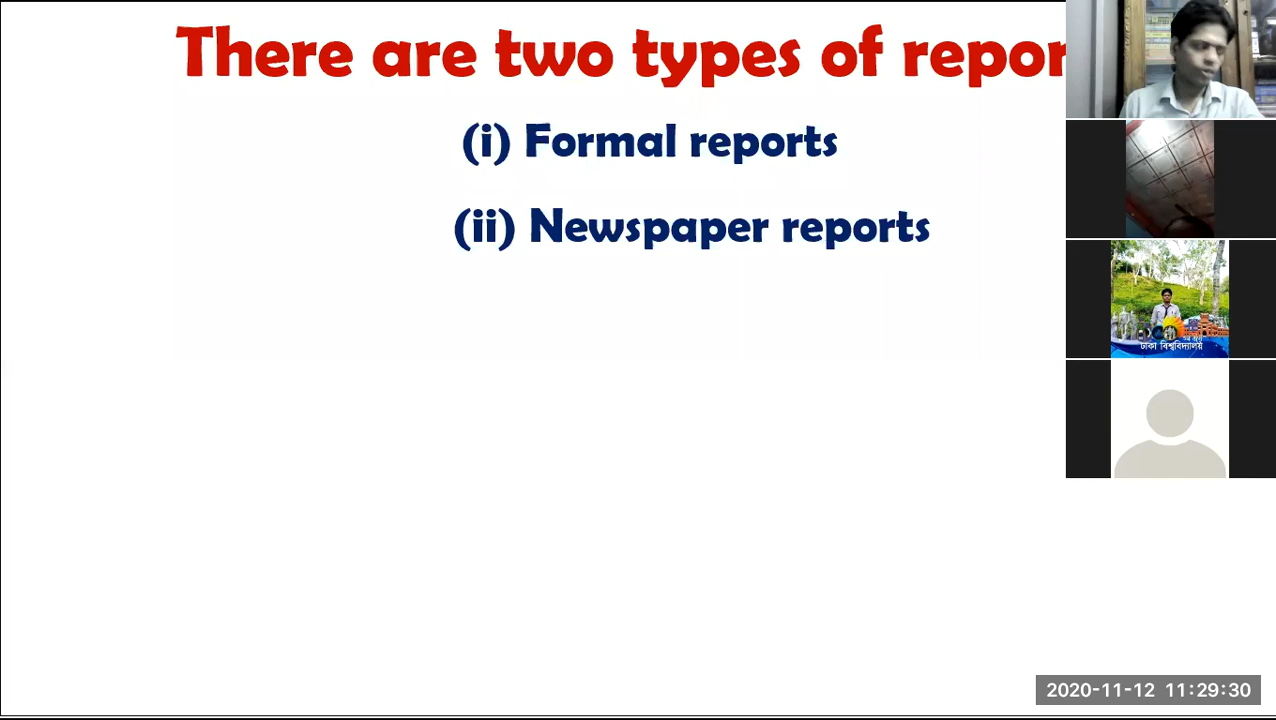 There are two types of repor
(i) Formal reports
(ii) Newspaper reports
ঢাকা বিশ্ববিদ্যালয়
2020-11-12 11:29:30